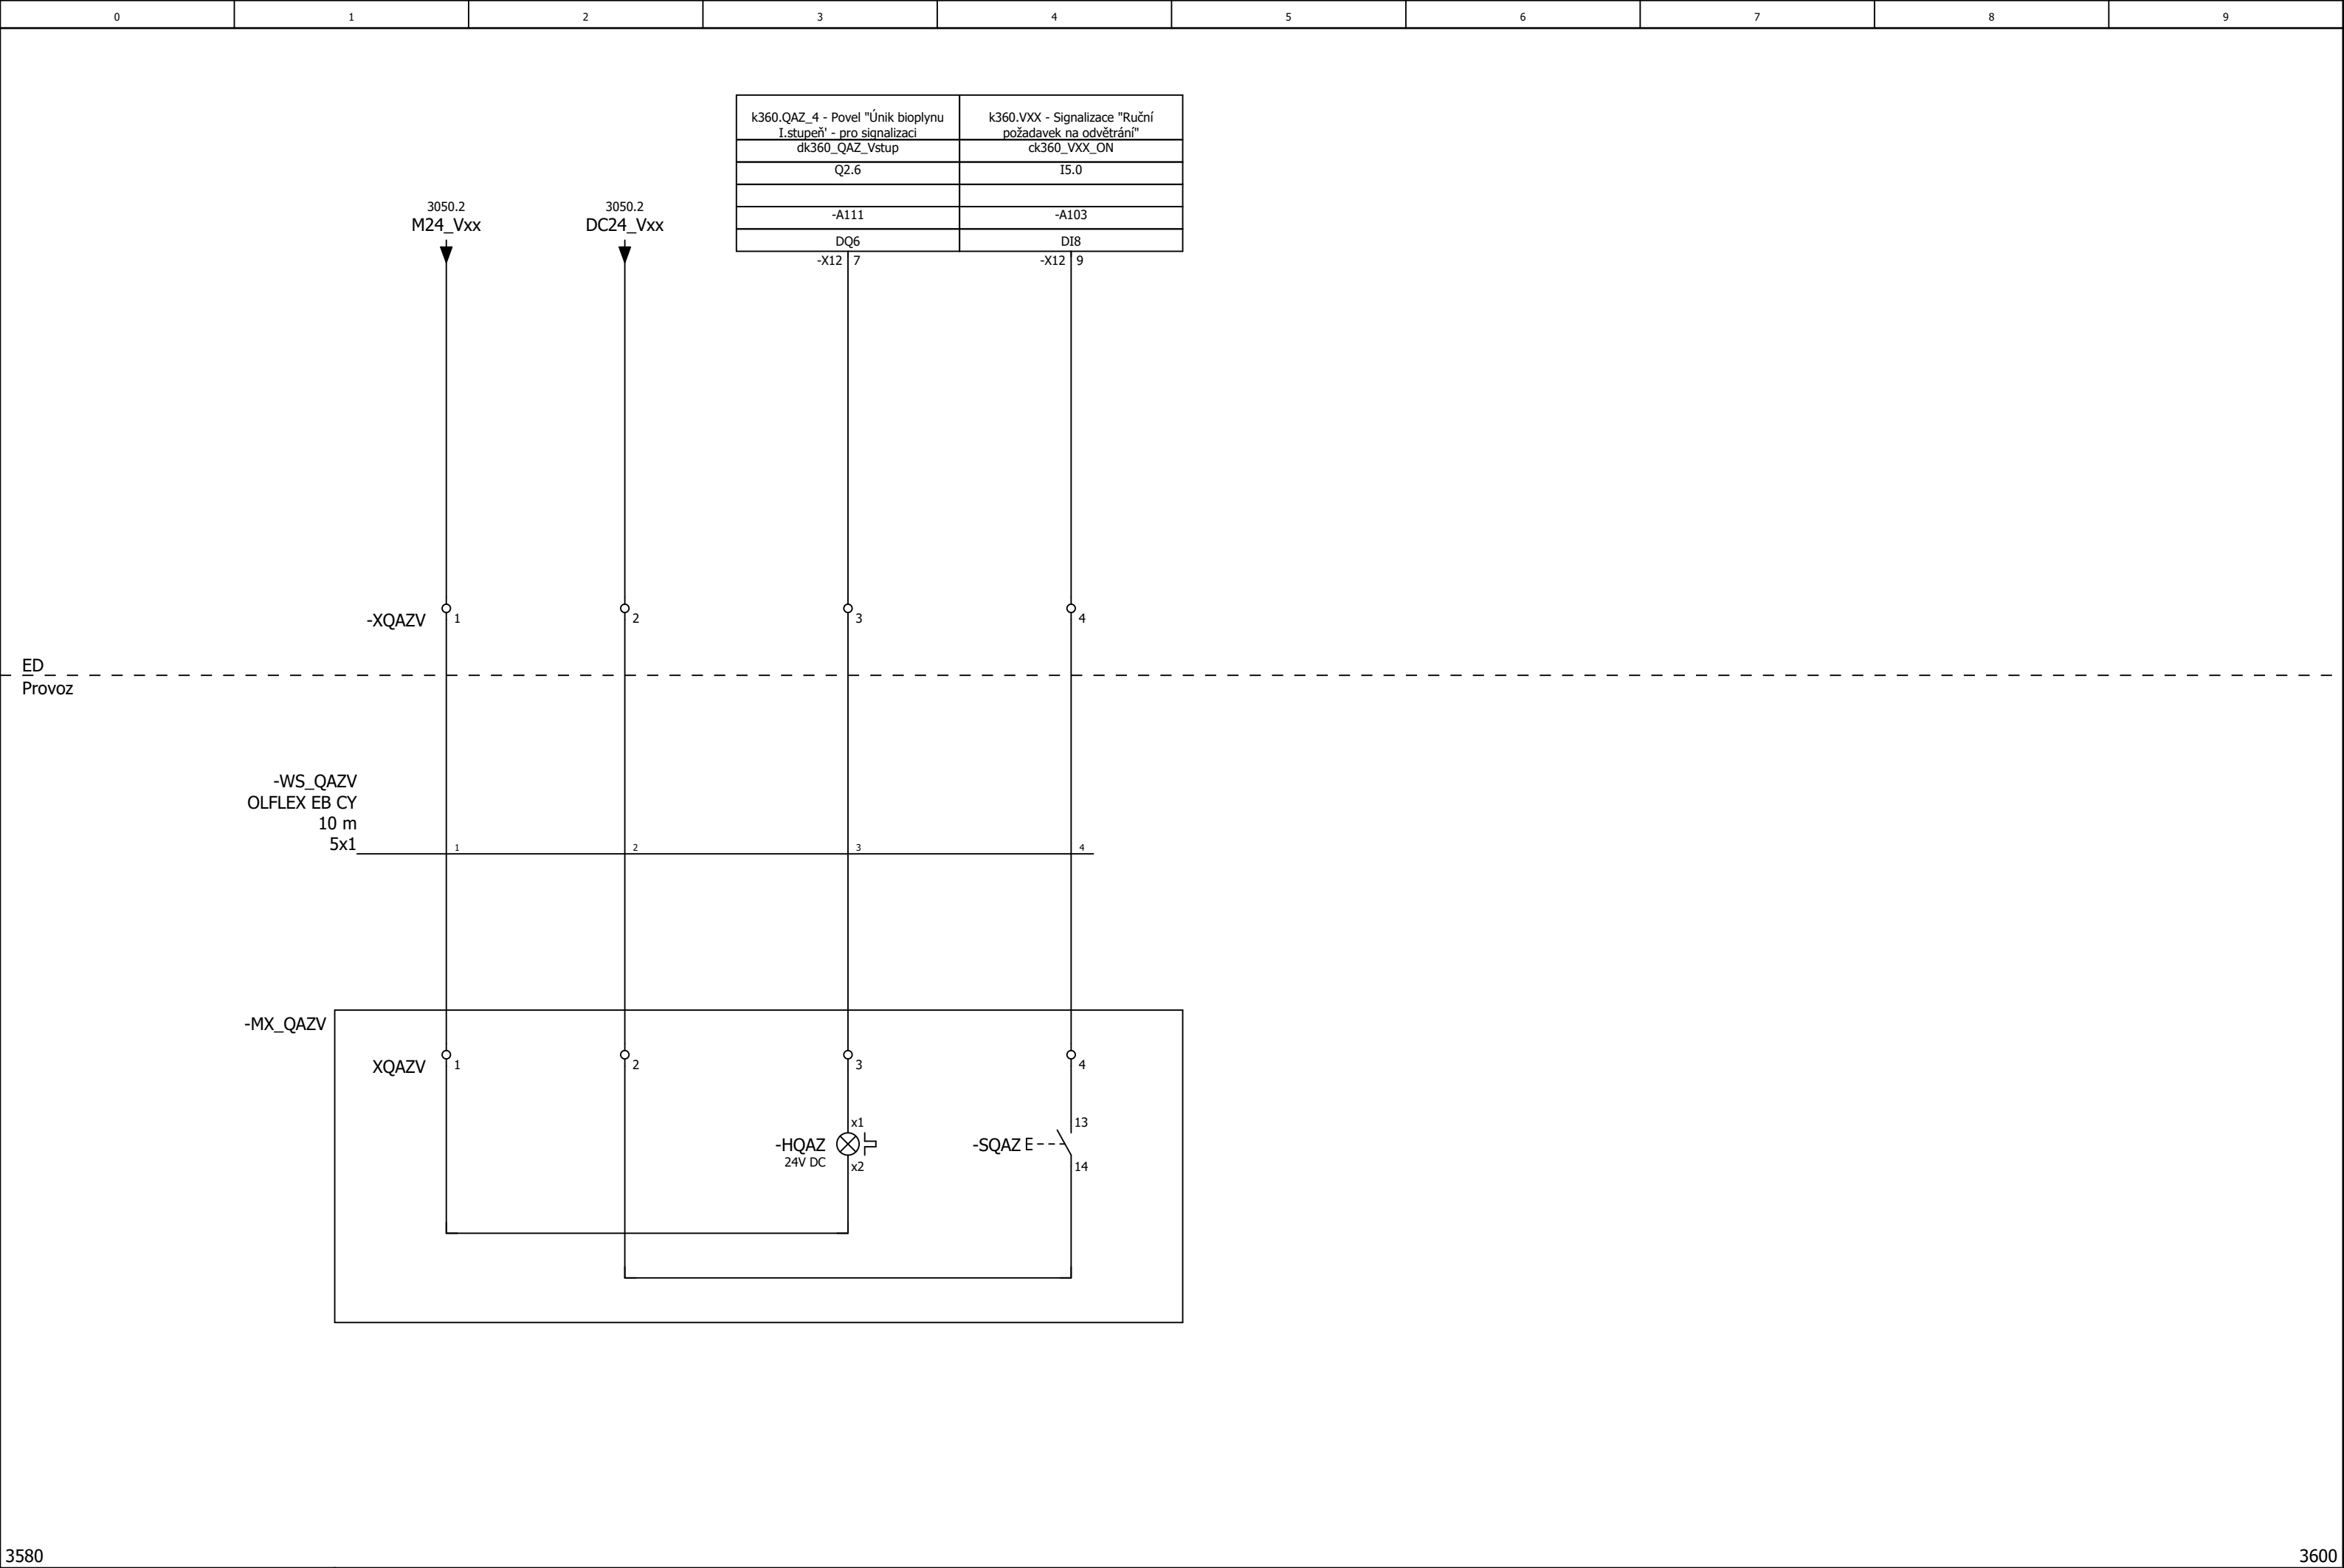 0 1 2 3 4 5 6 7 8 9
k360.QAZ_4 - Povel "Únik bioplynu
I.stupeň' - pro signalizaci
k360.VXX - Signalizace "Ruční
požadavek na odvětrání"
dk360_QAZ_Vstup ck360_VXX_ON
Q2.6 I5.0
-A111 -A103
DQ6 DI8
-X12 7 -X12 9
3050.2 3050.2
M24_Vxx DC24_Vxx
-XQAZV 1 2 3 4
ED
Provoz
-WS_QAZV
OLFLEX EB CY
10 m
5x1 1 2 3 4
-MX_QAZV
XQAZV 1 2 3 4
x1 13
-HQAZ -SQAZ E
24V DC x2 14
3580 3600